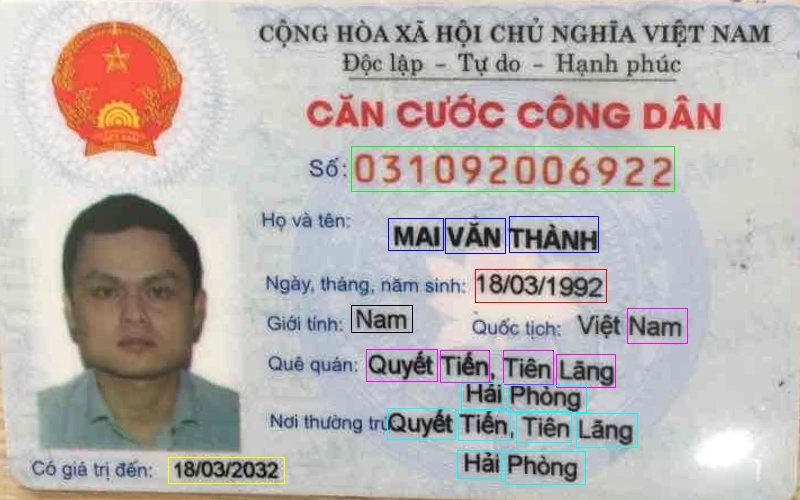 CỘNG HÒA XÃ HỘI CHỦ NGHĨA VIỆT NAM
Độc lập - Tự do - Hạnh phúc
CĂN CƯỚC CÔNG DÂN
Số: 031092006922
Họ và tên: MAI VĂN THÀNH
Ngày, tháng, năm sinh: 18/03/1992
Giới tính: Nam Quốc tịch: Việt Nam
Quê quán: Quyết Tiến, Tiên Lãng
Hải Phòng
Nơi thường trú: Quyết Tiến, Tiên Lãng
Hải Phòng
Có giá trị đến: 18/03/2032